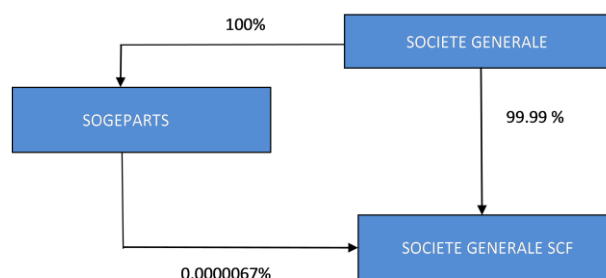 100%
SOCIETE GENERALE
SOGEPARTS
99.99 %
SOCIETE GENERALE SCF
0.0000067%